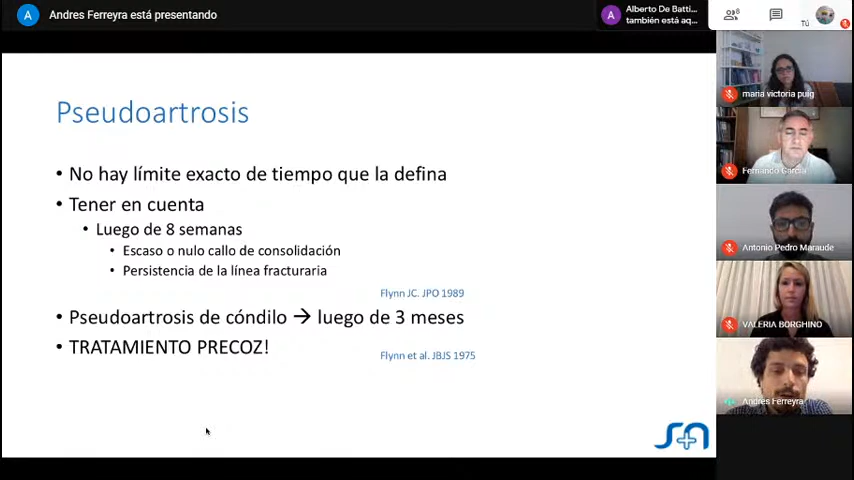 A
Andres Ferreyra está presentando
A
Alberto De Batti...
también está aq...
8
Tú
Pseudoartrosis
• No hay límite exacto de tiempo que la defina
• Tener en cuenta
• Luego de 8 semanas
• Escaso o nulo callo de consolidación
• Persistencia de la línea fracturaria
Flynn JC. JPO 1989
• Pseudoartrosis de cóndilo → luego de 3 meses
• TRATAMIENTO PRECOZ!
Flynn et al. JBJS 1975
maria victoria puig
Fernando Garcia
Antonio Pedro Maraude
VALERIA BORGHINO
Andres Ferreyra